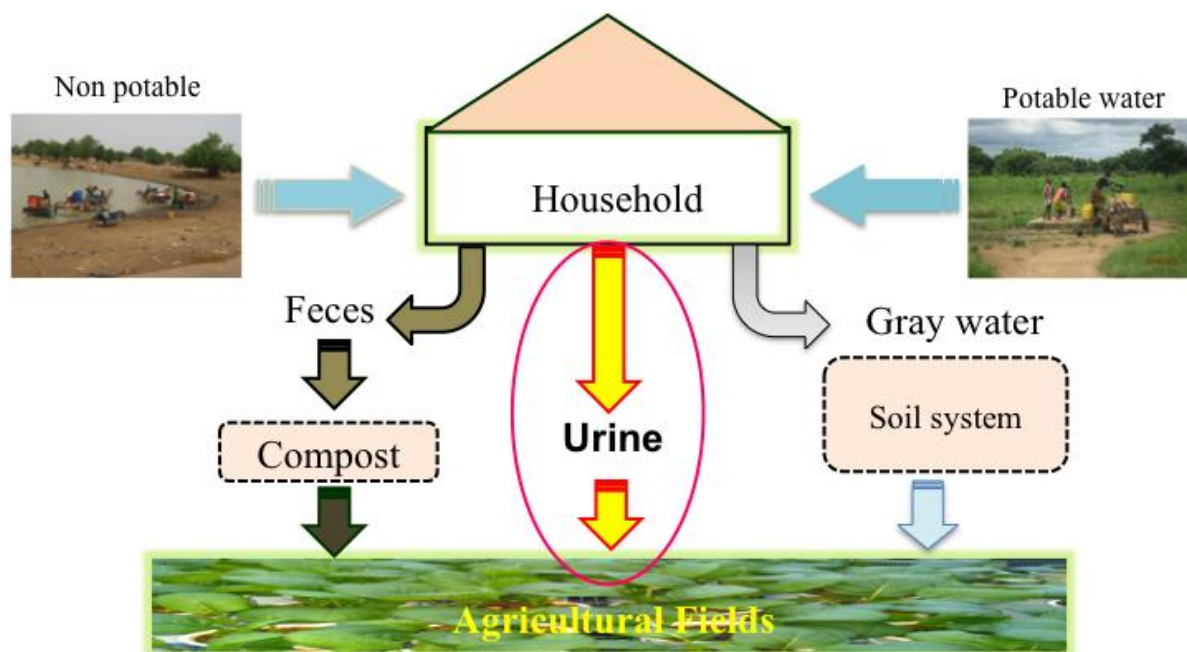 Non potable
Potable water
Household
Feces
Gray water
Urine
Compost
Soil system
Agricultural Fields